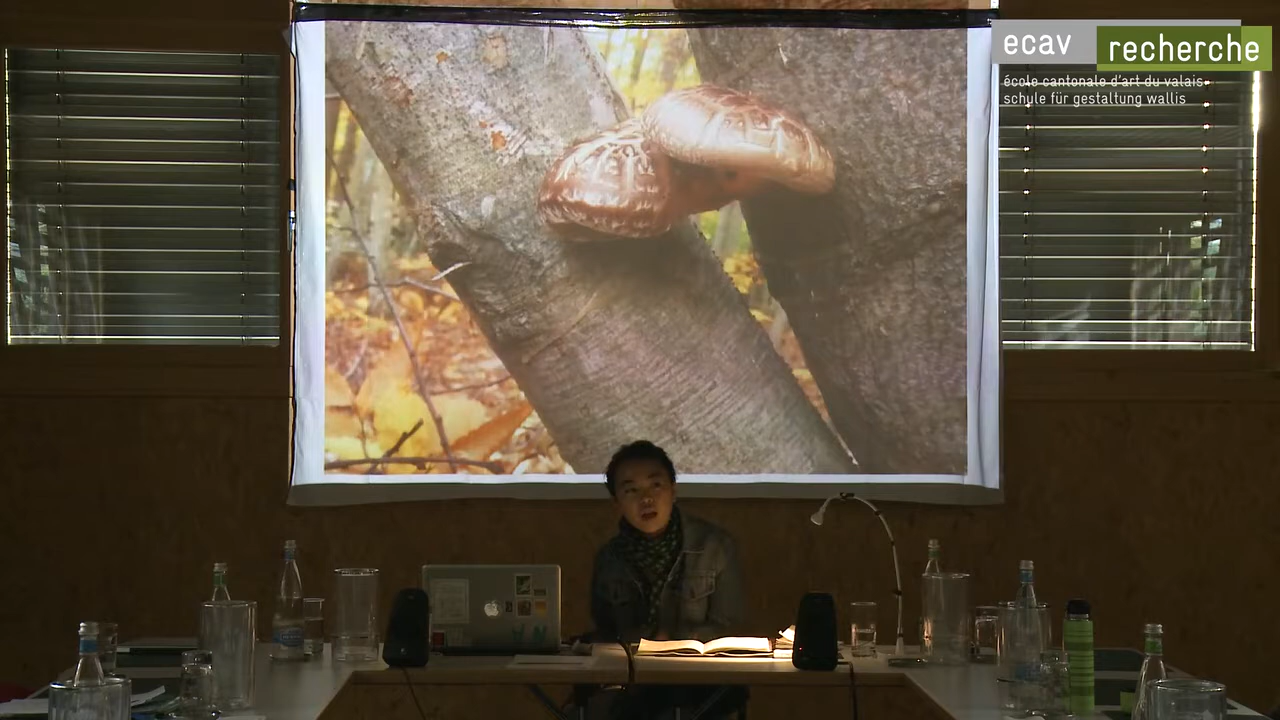 ecav
recherche
école cantonale d'art du valais
schule für gestaltung wallis